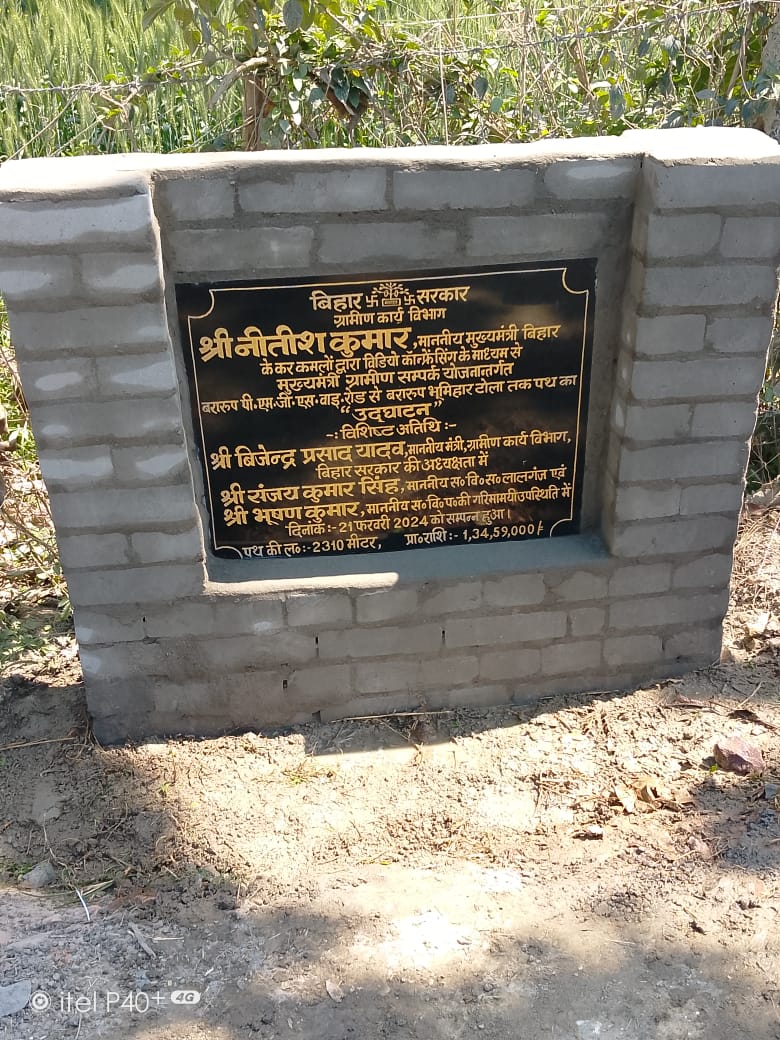 बिहार सरकार
ग्रामीण कार्य विभाग
श्री नीतीश कुमार, माननीय मुख्यमंत्री बिहार
के कर कमलों द्वारा विडियो कॉन्फ्रेंसिंग के माध्यम से
मुख्यमंत्री ग्रामीण सम्पर्क योजनान्तर्गत
बरारुप पी.एम.जी.एस.वाइ.रोड से बरारुप भूमिहार टोला तक पथ का
"उद्घाटन"
-: विशिष्ट अतिथि :-
श्री बिजेन्द्र प्रसाद यादव, माननीय मंत्री, ग्रामीण कार्य विभाग,
बिहार सरकार की अध्यक्षता में
श्री संजय कुमार सिंह, माननीय स०वि०स० लालगंज एवं
श्री भूषण कुमार, माननीय स०वि०प० की गरिमामयी उपस्थिति में
दिनांक :- 21 फरवरी 2024 को सम्पन्न हुआ।
पथ की ल०:-2310 मीटर, प्रा०राशि :- 1,34,59,000/-
itel P40+ 4G